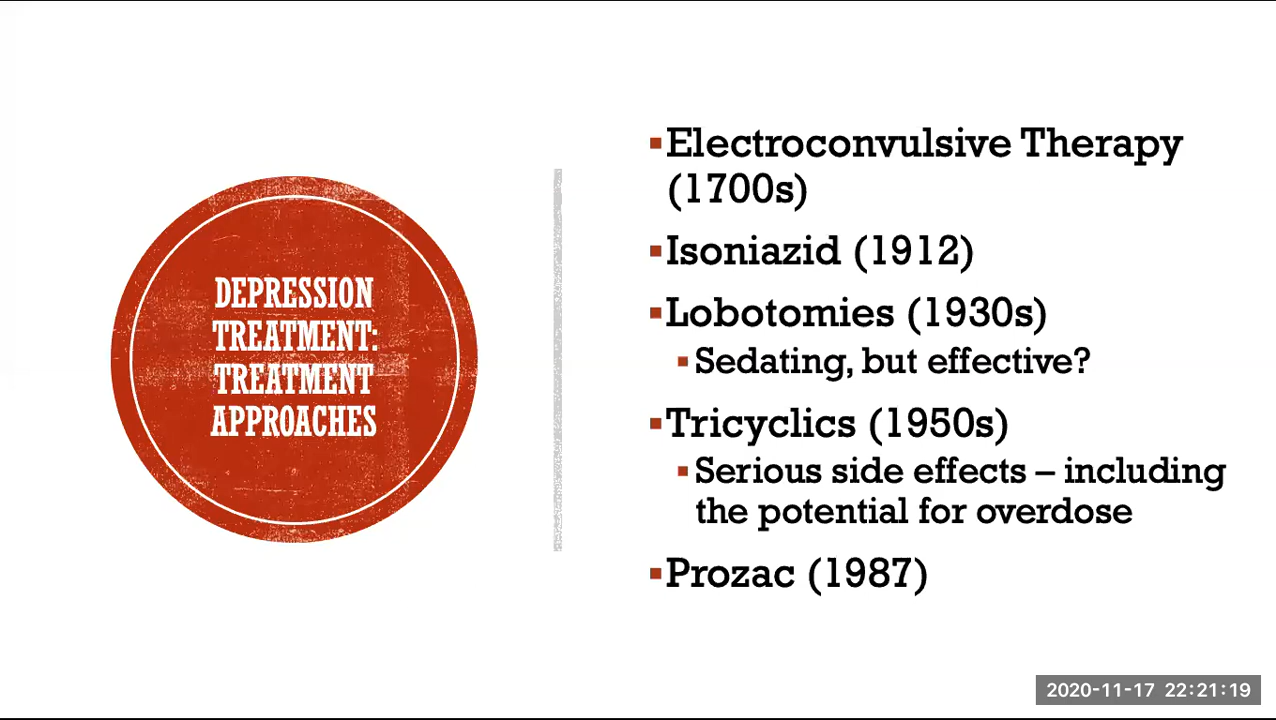 DEPRESSION
TREATMENT:
TREATMENT
APPROACHES
▪Electroconvulsive Therapy
(1700s)
▪Isoniazid (1912)
▪Lobotomies (1930s)
▪Sedating, but effective?
▪Tricyclics (1950s)
▪Serious side effects – including
the potential for overdose
▪Prozac (1987)
2020-11-17 22:21:19